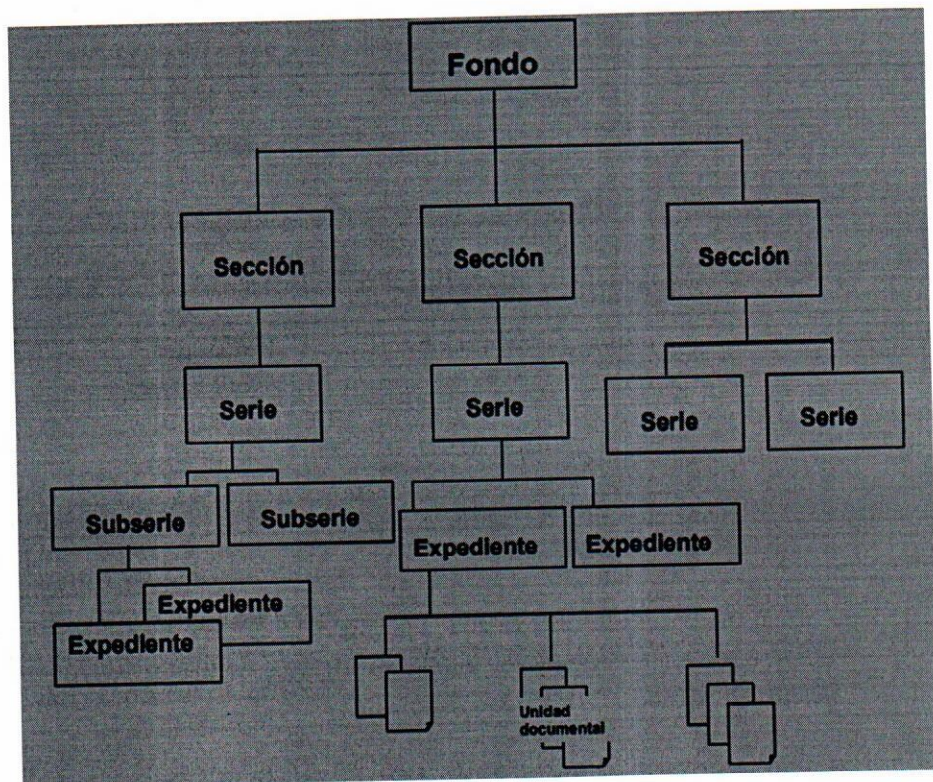 Fondo
Sección
Sección
Sección
Serie
Serie
Serie
Serie
Subserie
Subserie
Expediente
Expediente
Expediente
Expediente
Unidad
documental